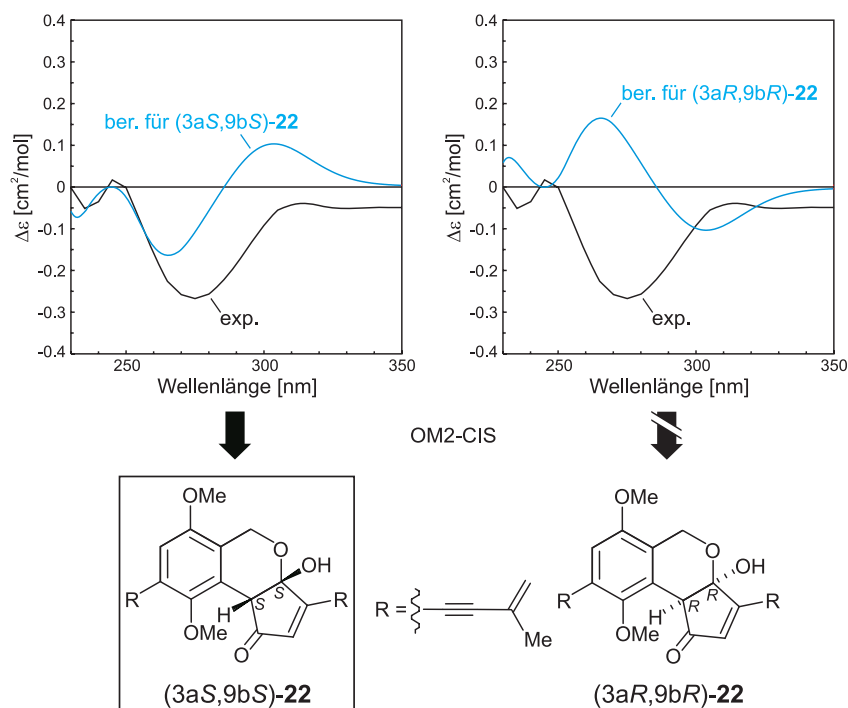 0.4
0.3
0.2
0.1
0
-0.1
-0.2
-0.3
-0.4
Δε [cm²/mol]
ber. für (3aS,9bS)-22
exp.
250
300
350
Wellenlänge [nm]
0.4
0.3
0.2
0.1
0
-0.1
-0.2
-0.3
0.4
Δε [cm²/mol]
ber. für (3aR,9bR)-22
exp.
250
300
350
Wellenlänge [nm]
OM2-CIS
OMe
O
OH
S
S
H
R
R
OMe
O
(3aS,9bS)-22
R =
Me
OMe
O
OH
R
R
H
R
R
OMe
O
(3aR,9bR)-22